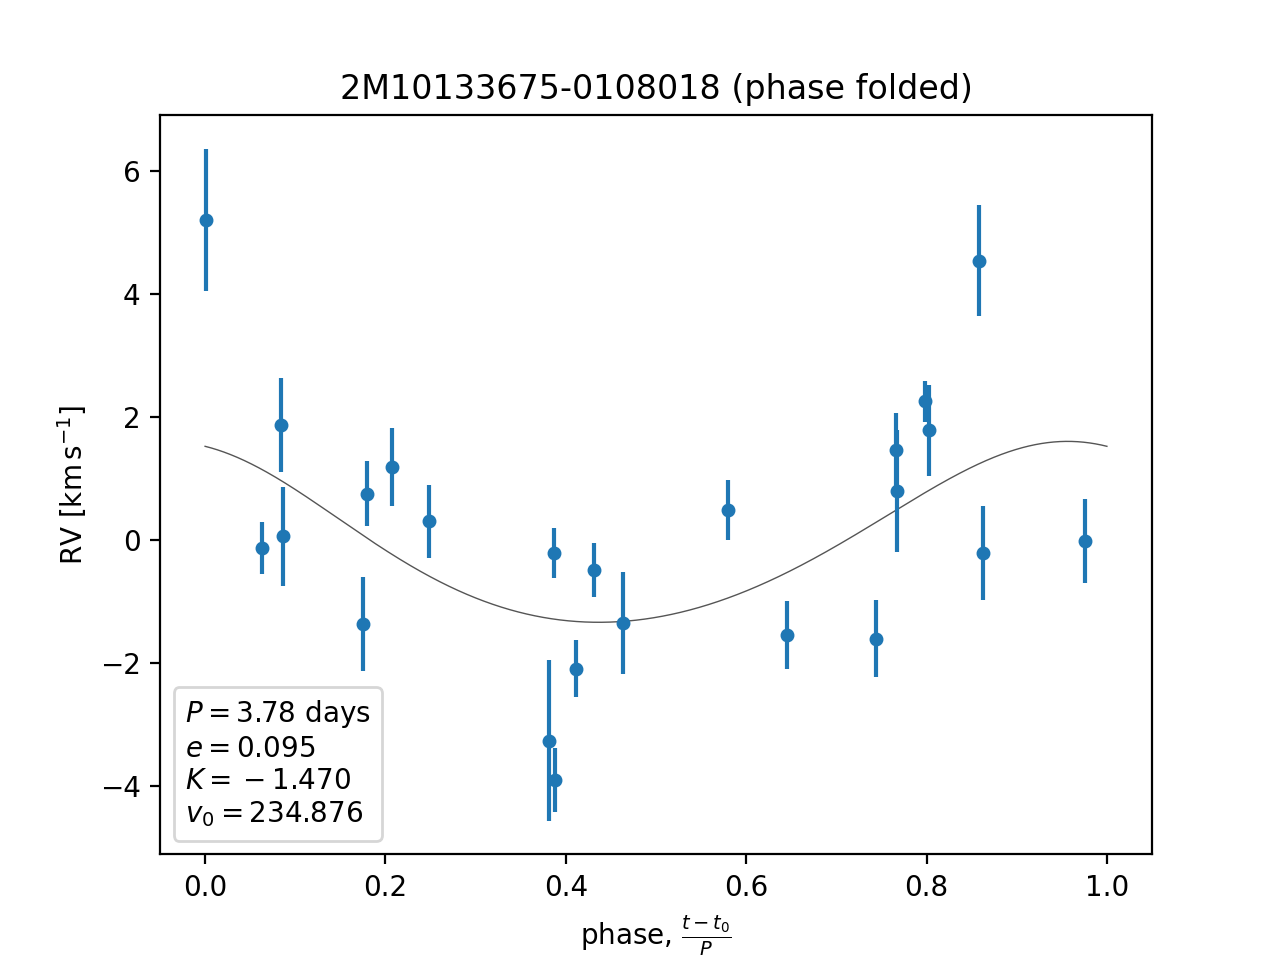 2M10133675-0108018 (phase folded)
6
4
2
0
−2
−4
RV [km s⁻¹]
P = 3.78 days
e = 0.095
K = −1.470
v₀ = 234.876
0.0 0.2 0.4 0.6 0.8 1.0
phase, (t − t₀)/P